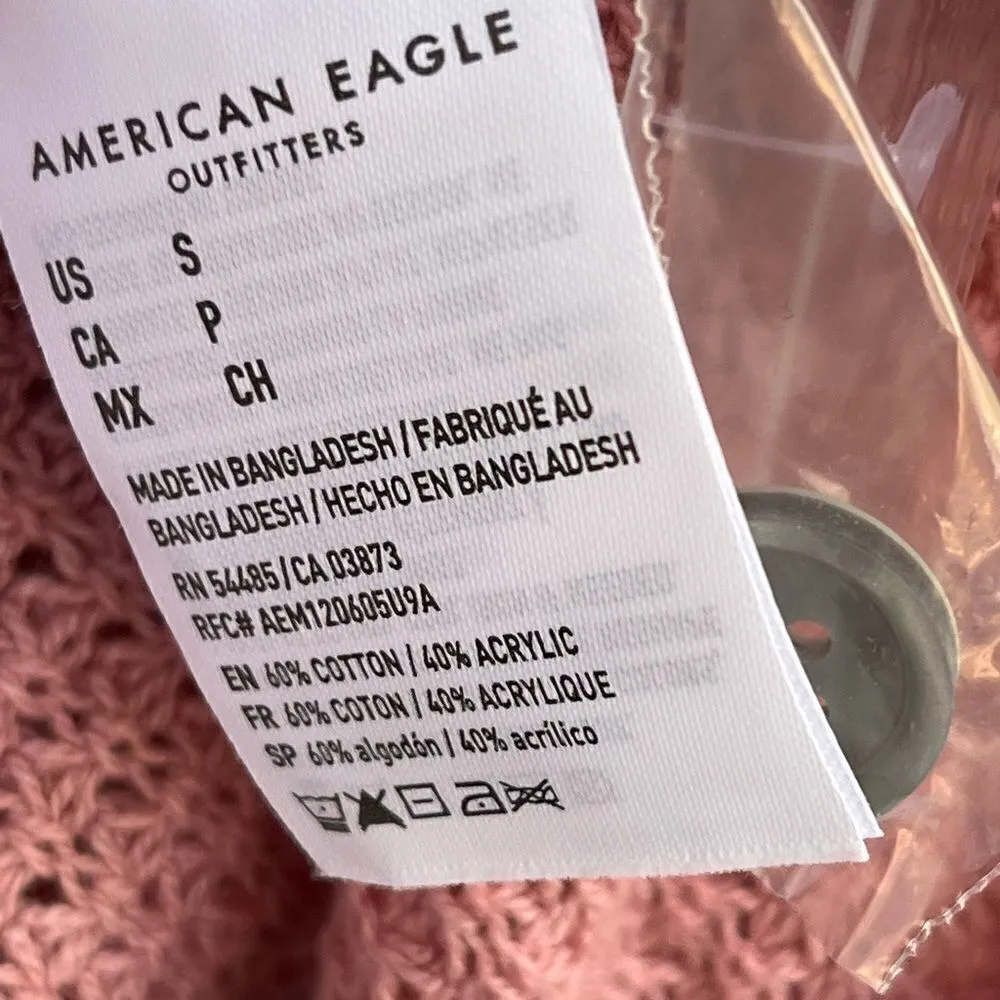 AMERICAN EAGLE
OUTFITTERS
US S
CA P
MX CH
MADE IN BANGLADESH / FABRIQUÉ AU
BANGLADESH / HECHO EN BANGLADESH
RN 54485 / CA 03873
RFC# AEM120605U9A
EN 60% COTTON / 40% ACRYLIC
FR 60% COTON / 40% ACRYLIQUE
SP 60% algodón / 40% acrílico